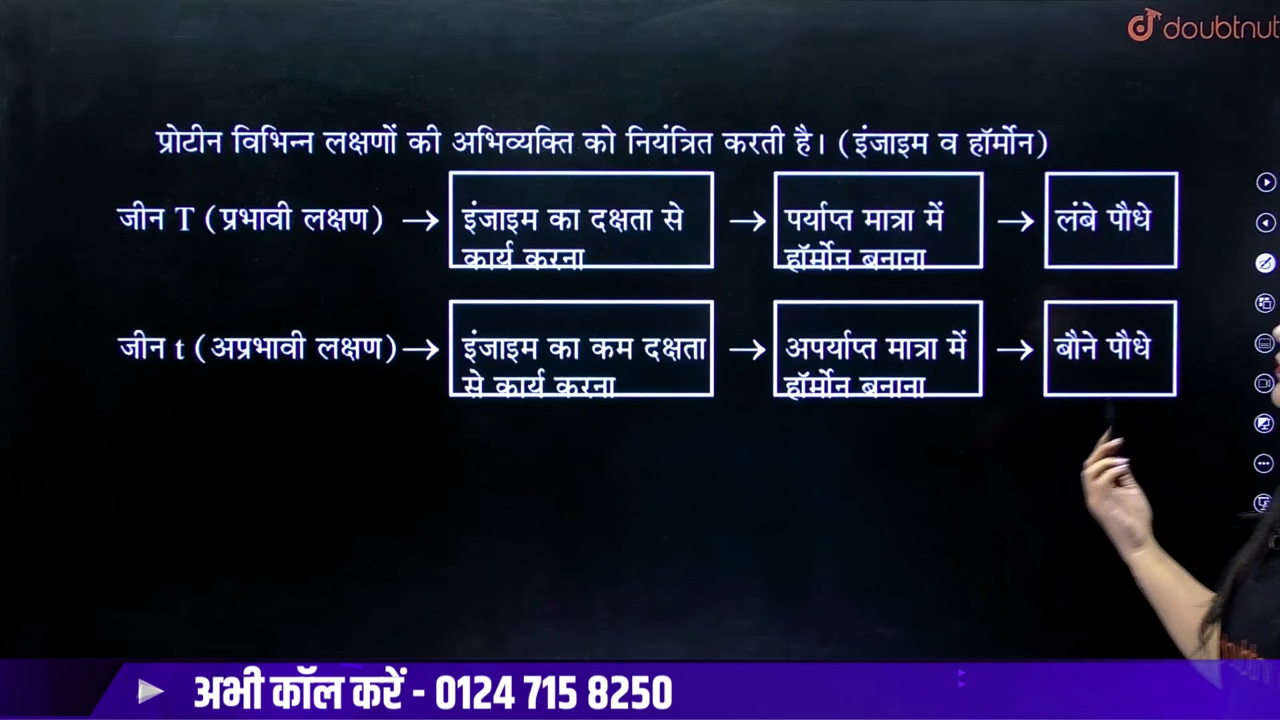 doubtnut
प्रोटीन विभिन्न लक्षणों की अभिव्यक्ति को नियंत्रित करती है। (इंजाइम व हॉर्मोन)
जीन T (प्रभावी लक्षण) → इंजाइम का दक्षता से → पर्याप्त मात्रा में → लंबे पौधे
कार्य करना हॉर्मोन बनाना
जीन t (अप्रभावी लक्षण) → इंजाइम का कम दक्षता → अपर्याप्त मात्रा में → बौने पौधे
से कार्य करना हॉर्मोन बनाना
अभी कॉल करें - 0124 715 8250